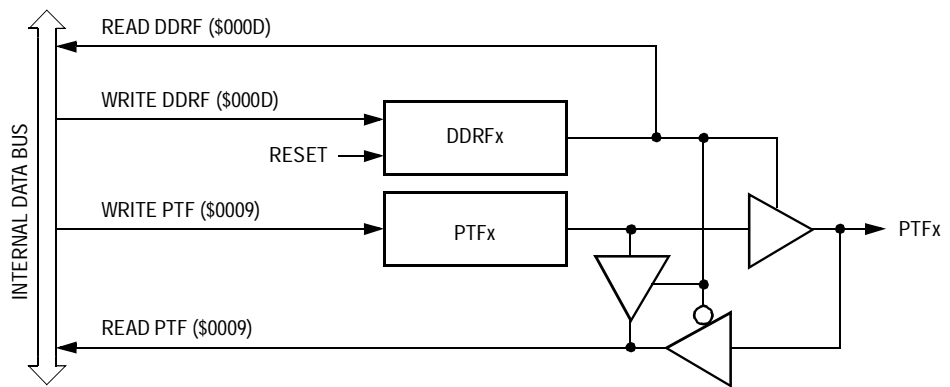 READ DDRF ($000D)
WRITE DDRF ($000D)
DDRFx
RESET
INTERNAL DATA BUS
WRITE PTF ($0009)
PTFx
PTFx
READ PTF ($0009)